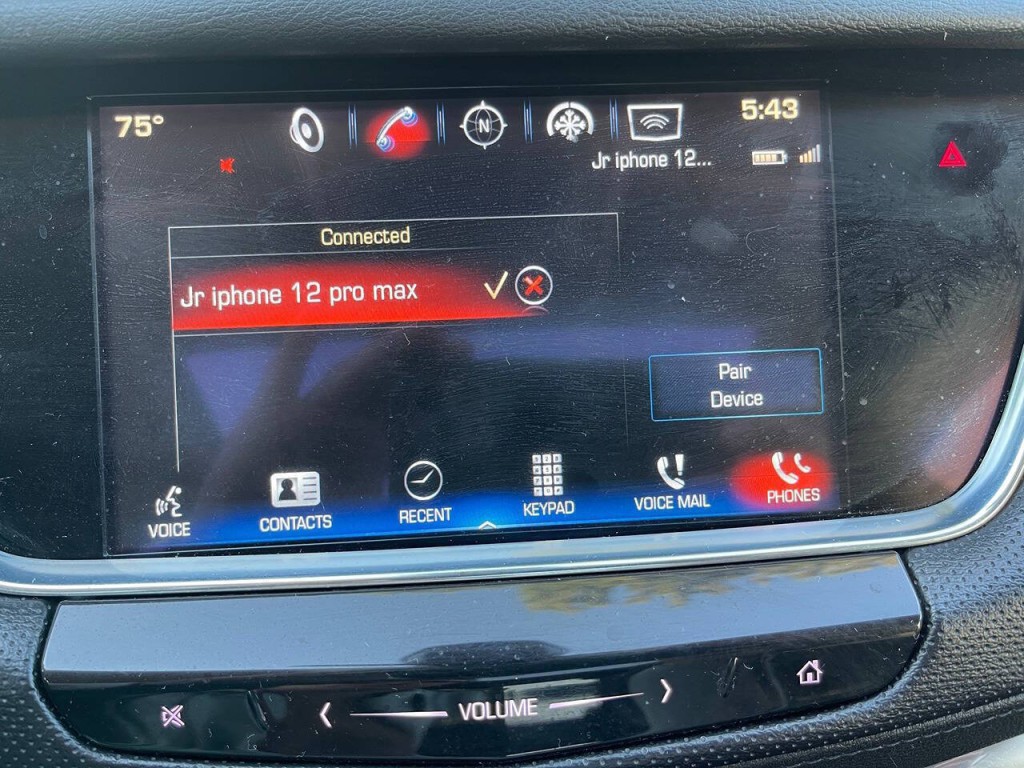 75°
N
5:43
Jr iphone 12...
Connected
Jr iphone 12 pro max
Pair
Device
VOICE
CONTACTS
RECENT
KEYPAD
VOICE MAIL
PHONES
VOLUME